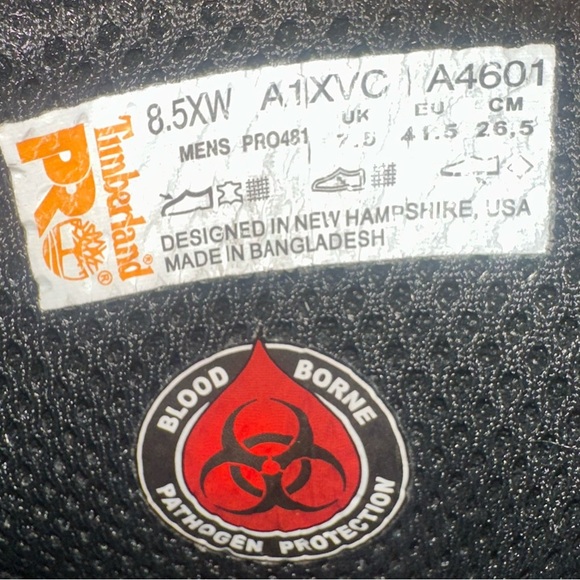 Timberland®
PRO®
8.5XW A1XVC A4601
MENS PRO481 UK 7.5 EU 41.5 CM 26.5
DESIGNED IN NEW HAMPSHIRE, USA
MADE IN BANGLADESH
BLOOD BORNE
PATHOGEN PROTECTION